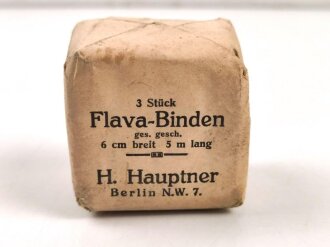 3 Stück
Flava-Binden
ges. gesch.
6 cm breit 5 m lang
H. Hauptner
Berlin N.W. 7.